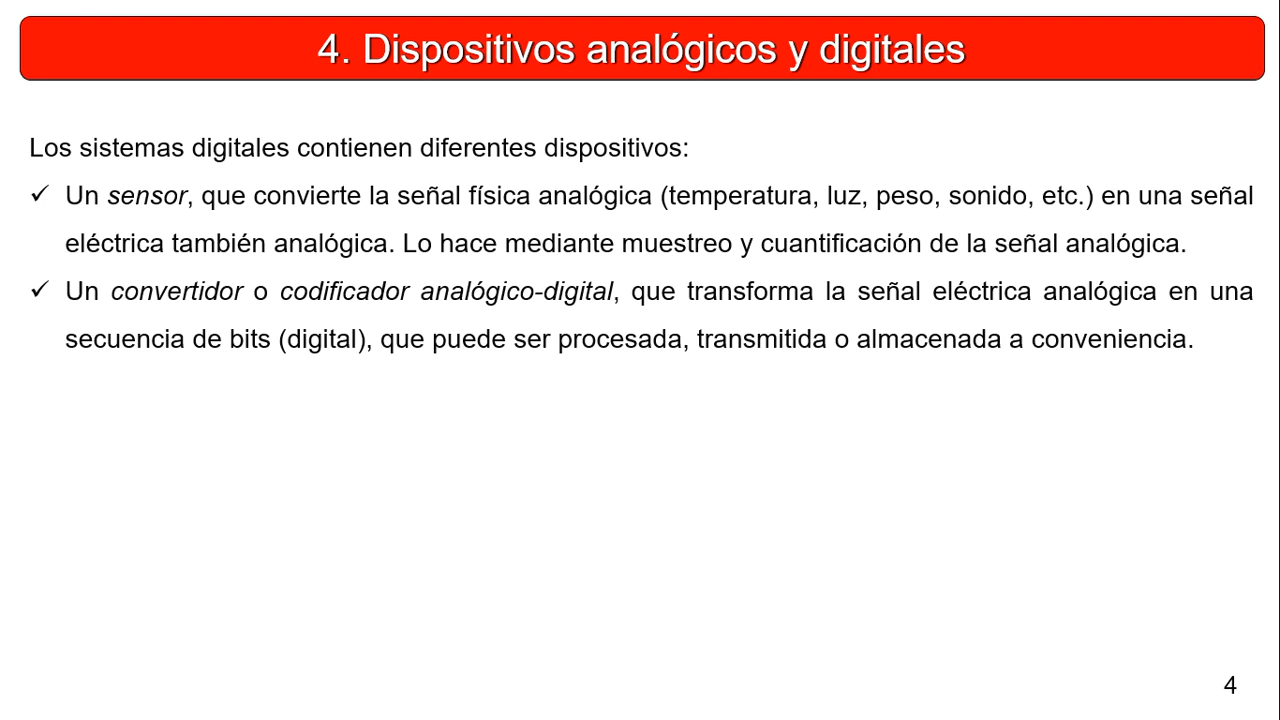 4. Dispositivos analógicos y digitales
Los sistemas digitales contienen diferentes dispositivos:
✓ Un sensor, que convierte la señal física analógica (temperatura, luz, peso, sonido, etc.) en una señal
eléctrica también analógica. Lo hace mediante muestreo y cuantificación de la señal analógica.
✓ Un convertidor o codificador analógico-digital, que transforma la señal eléctrica analógica en una
secuencia de bits (digital), que puede ser procesada, transmitida o almacenada a conveniencia.
4